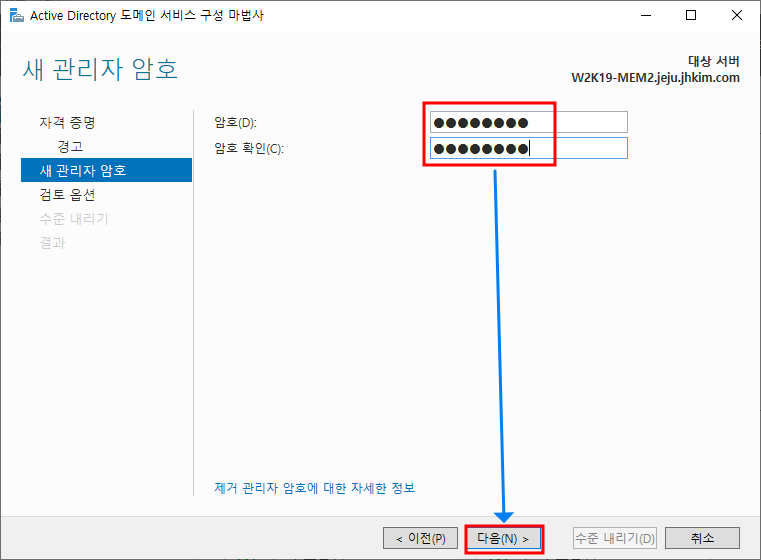 Active Directory 도메인 서비스 구성 마법사
새 관리자 암호
대상 서버
W2K19-MEM2.jeju.jhkim.com
자격 증명
경고
새 관리자 암호
검토 옵션
수준 내리기
결과
암호(D):
●●●●●●●●
암호 확인(C):
●●●●●●●●
제거 관리자 암호에 대한 자세한 정보
< 이전(P)
다음(N) >
수준 내리기(D)
취소